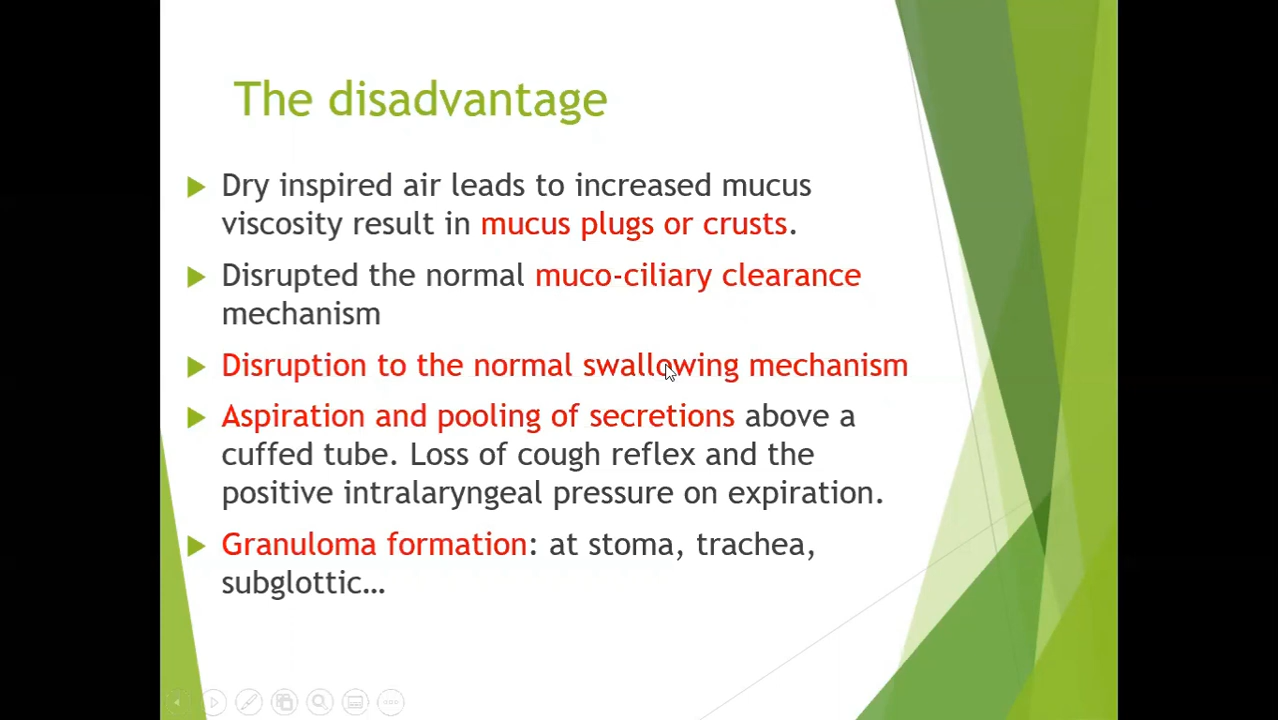 The disadvantage
Dry inspired air leads to increased mucus
viscosity result in mucus plugs or crusts.
Disrupted the normal muco-ciliary clearance
mechanism
Disruption to the normal swallowing mechanism
Aspiration and pooling of secretions above a
cuffed tube. Loss of cough reflex and the
positive intralaryngeal pressure on expiration.
Granuloma formation: at stoma, trachea,
subglottic…